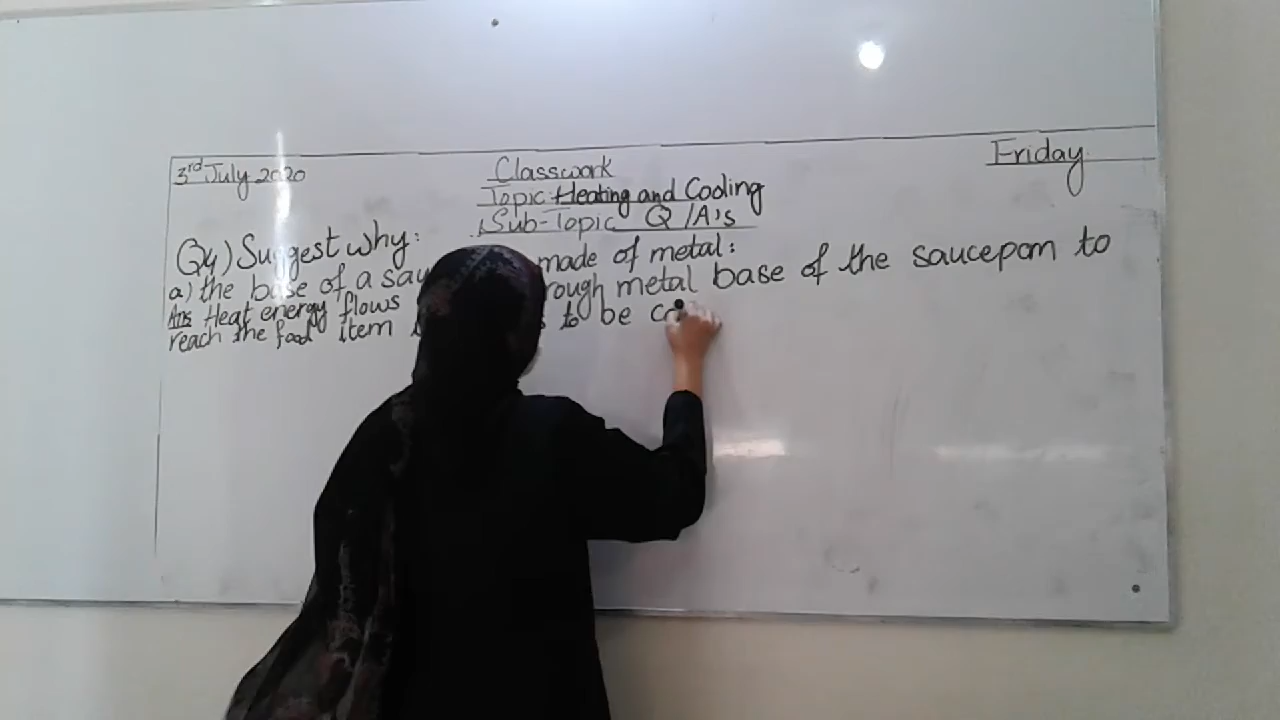 3rd July 2020
Classwork
Friday
Topic: Heating and Cooling
Sub-Topic Q/A's
Q4) Suggest why:
a) the base of a made of metal:
Ans Heat energy flows metal base of the saucepan to
reach the food item to be